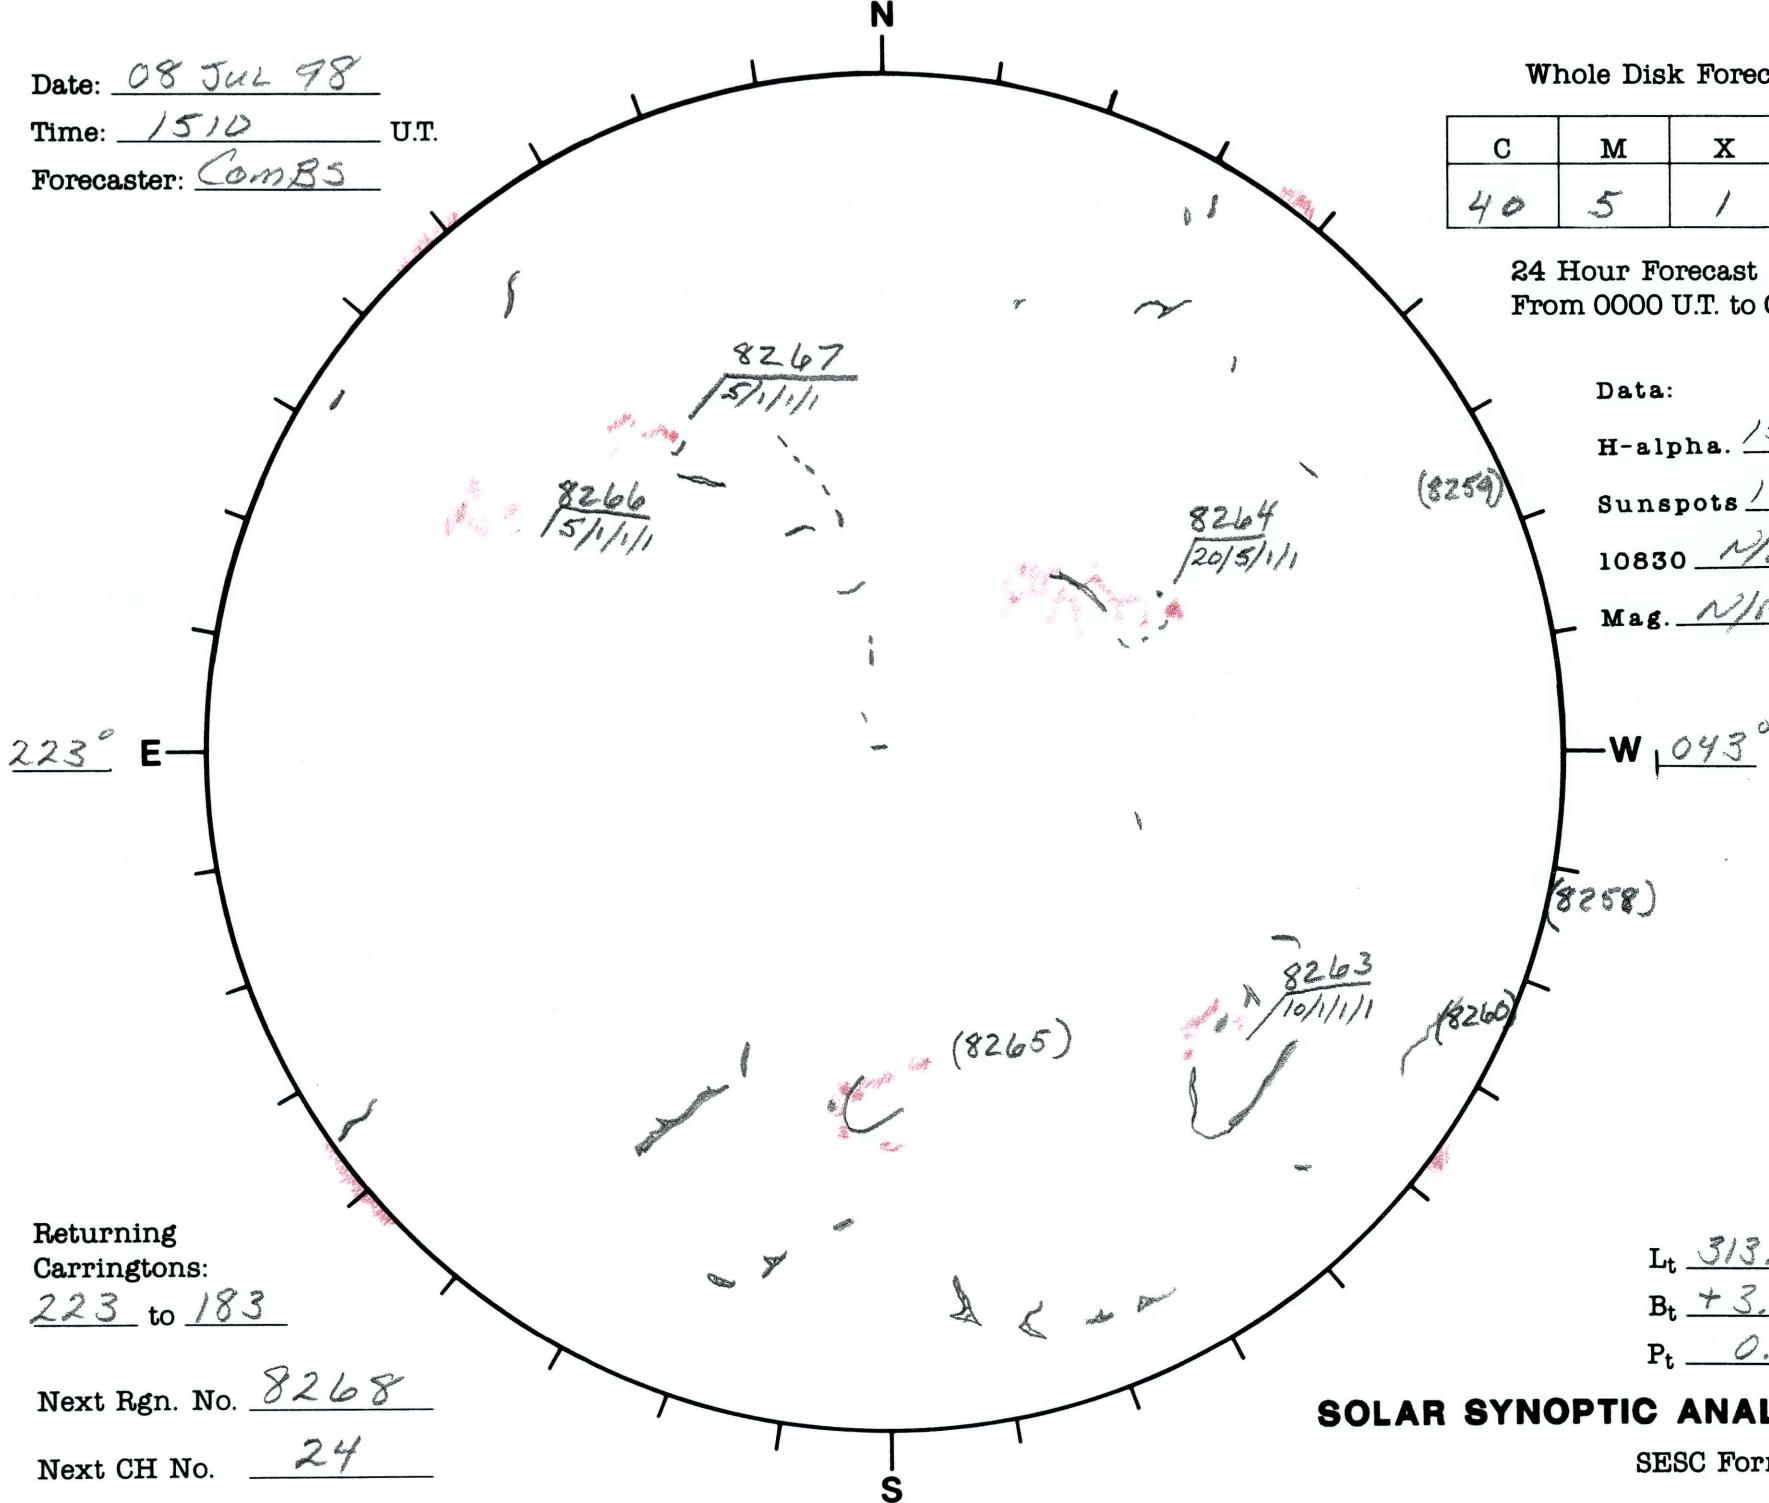 N
Date: 08 JUL 98
Time: 1510 U.T.
Forecaster: ComBS
Whole Disk Forec
C M X
40 5 1
24 Hour Forecast
From 0000 U.T. to
8267
5/1/1/1
Data:
H-alpha.
8266
5/1/1/1
(8259)
Sunspots
8264
20/5/1/1
10830
Mag.
223° E
W 043°
(8258)
8263
10/1/1/1
(8260)
(8265)
Returning
Carringtons:
223 to 183
Lt 313.
Bt +3.
Pt 0.
Next Rgn. No. 8268
SOLAR SYNOPTIC ANAL
Next CH No. 24
SESC Form
S